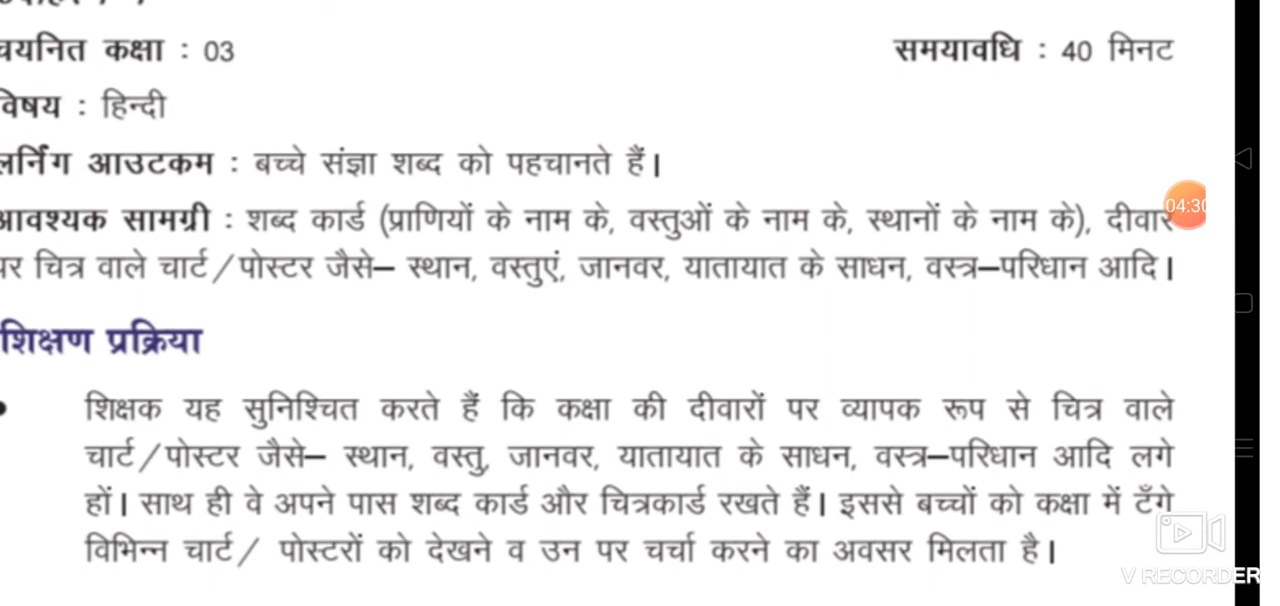 चयनित कक्षा : 03 समयावधि : 40 मिनट
विषय : हिन्दी
लर्निंग आउटकम : बच्चे संज्ञा शब्द को पहचानते हैं।
आवश्यक सामग्री : शब्द कार्ड (प्राणियों के नाम के, वस्तुओं के नाम के, स्थानों के नाम के), दीवार
04:30
पर चित्र वाले चार्ट/पोस्टर जैसे– स्थान, वस्तुएं, जानवर, यातायात के साधन, वस्त्र–परिधान आदि।
शिक्षण प्रक्रिया
• शिक्षक यह सुनिश्चित करते हैं कि कक्षा की दीवारों पर व्यापक रूप से चित्र वाले
चार्ट/पोस्टर जैसे– स्थान, वस्तु, जानवर, यातायात के साधन, वस्त्र–परिधान आदि लगे
हों। साथ ही वे अपने पास शब्द कार्ड और चित्रकार्ड रखते हैं। इससे बच्चों को कक्षा में टँगे
विभिन्न चार्ट/ पोस्टरों को देखने व उन पर चर्चा करने का अवसर मिलता है।
V RECORDER